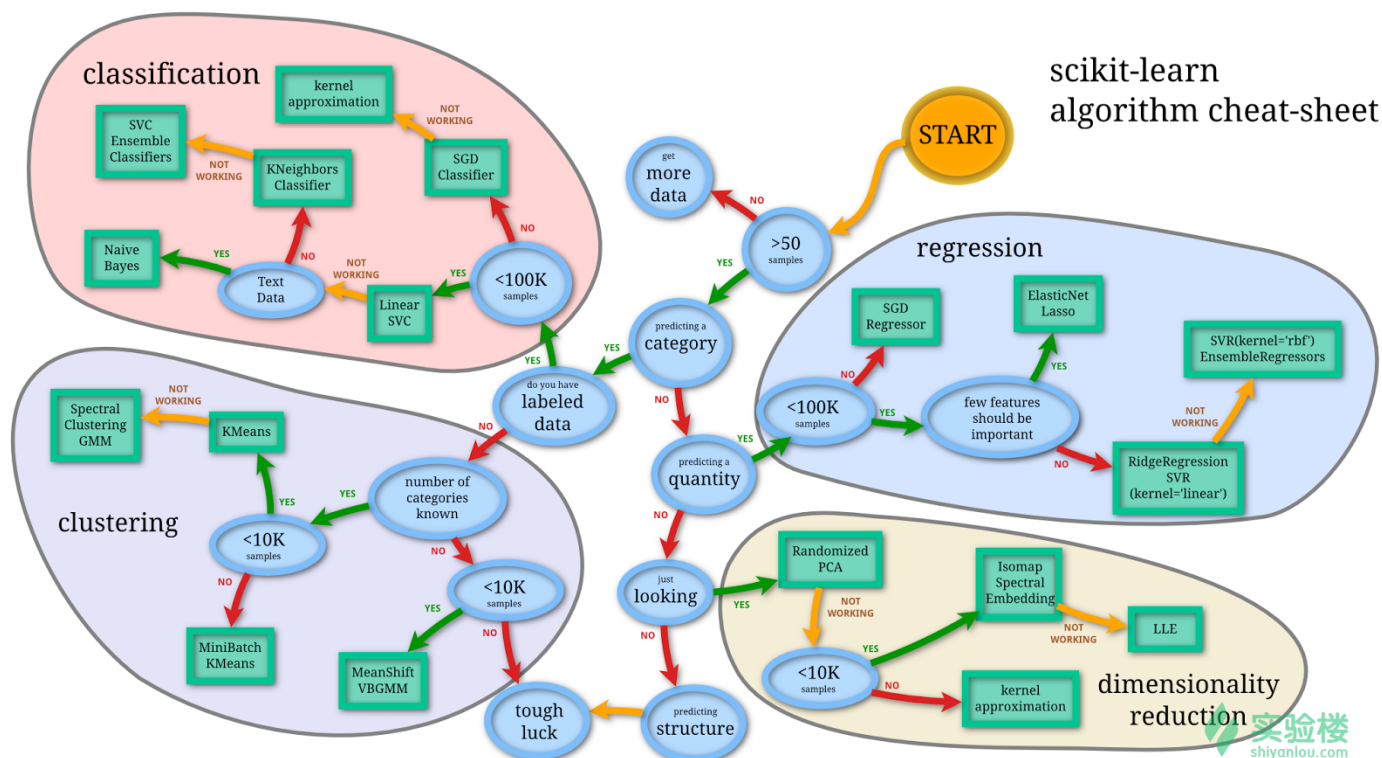 scikit-learn
algorithm cheat-sheet
START
classification
kernel
approximation
NOT
WORKING
SVC
Ensemble
Classifiers
NOT
WORKING
KNeighbors
Classifier
SGD
Classifier
NO
NO
Naive
Bayes
YES
Text
Data
NOT
WORKING
Linear
SVC
YES
<100K
samples
get
more
data
NO
>50
samples
YES
predicting a
category
YES
NO
YES
do you have
labeled
data
NO
predicting a
quantity
YES
NO
just
looking
YES
NO
predicting
structure
tough
luck
regression
SGD
Regressor
NO
<100K
samples
YES
ElasticNet
Lasso
YES
few features
should be
important
NO
SVR(kernel='rbf')
EnsembleRegressors
NOT
WORKING
RidgeRegression
SVR
(kernel='linear')
clustering
Spectral
Clustering
GMM
NOT
WORKING
KMeans
YES
number of
categories
known
YES
NO
<10K
samples
NO
MiniBatch
KMeans
<10K
samples
YES
NO
MeanShift
VBGMM
Randomized
PCA
NOT
WORKING
<10K
samples
YES
NO
Isomap
Spectral
Embedding
NOT
WORKING
LLE
kernel
approximation
dimensionality
reduction
实验楼
shiyanlou.com